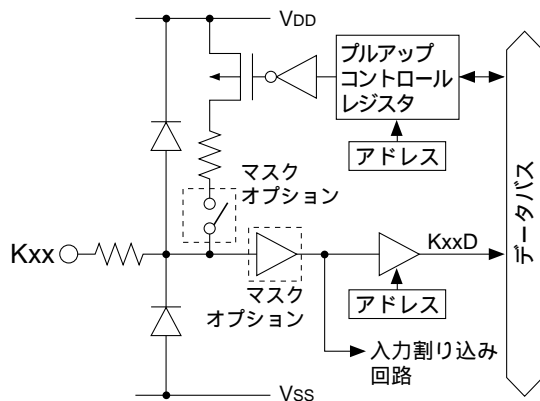 VDD
プルアップ
コントロール
レジスタ
アドレス
マスク
オプション
Kxx
KxxD
マスク
オプション
アドレス
データバス
入力割り込み
回路
VSS